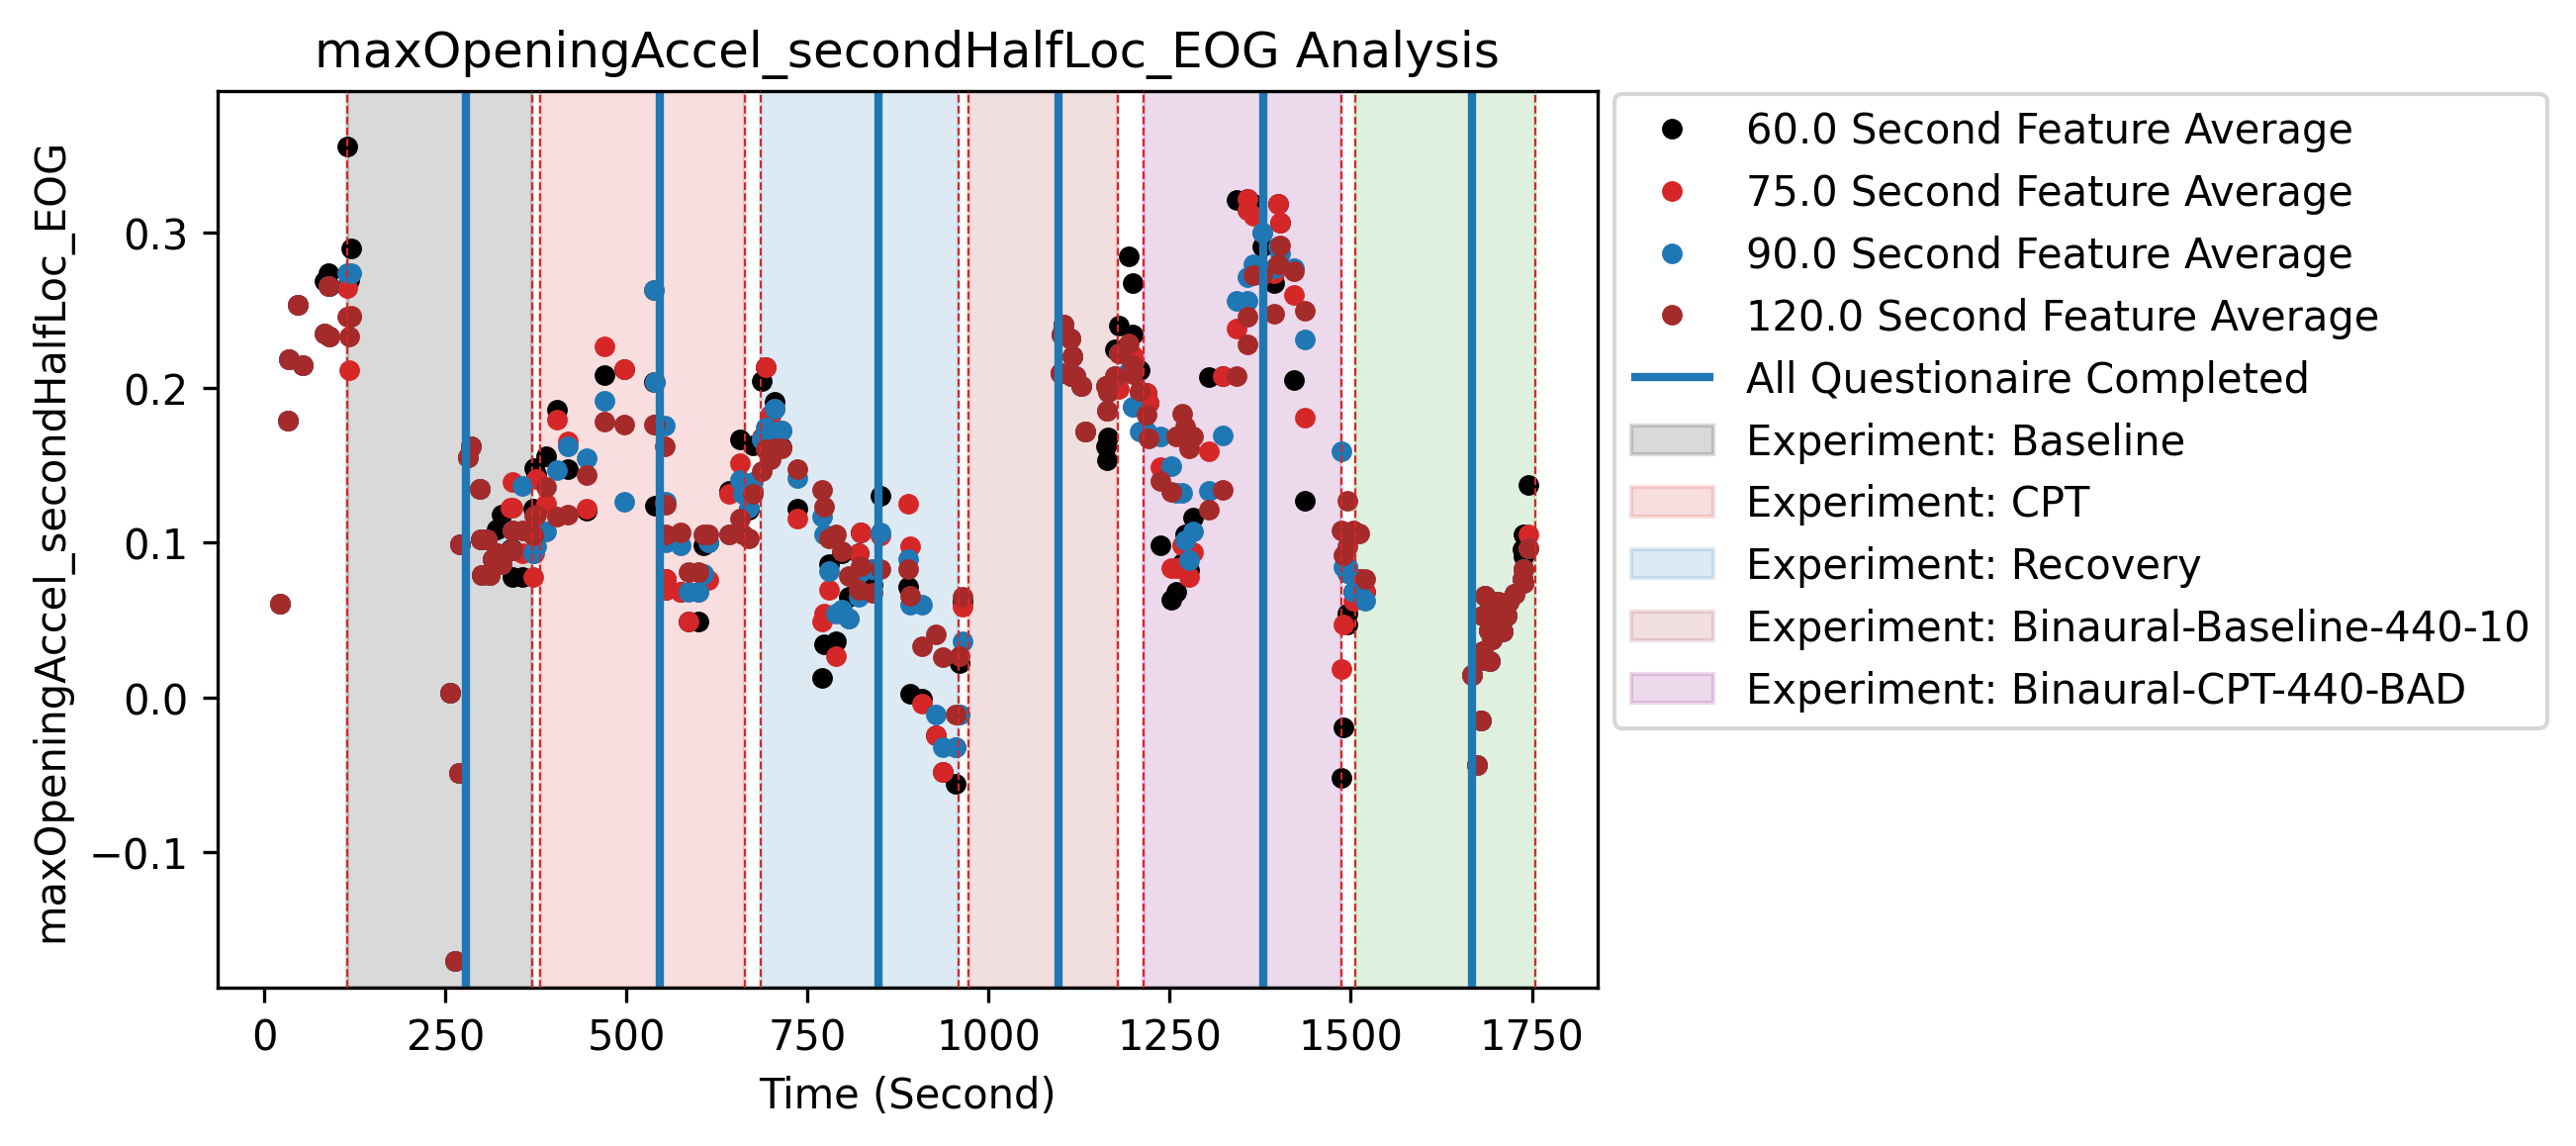 maxOpeningAccel_secondHalfLoc_EOG Analysis
maxOpeningAccel_secondHalfLoc_EOG
0.3
0.2
0.1
0.0
−0.1
0 250 500 750 1000 1250 1500 1750
Time (Second)
60.0 Second Feature Average
75.0 Second Feature Average
90.0 Second Feature Average
120.0 Second Feature Average
All Questionaire Completed
Experiment: Baseline
Experiment: CPT
Experiment: Recovery
Experiment: Binaural-Baseline-440-10
Experiment: Binaural-CPT-440-BAD